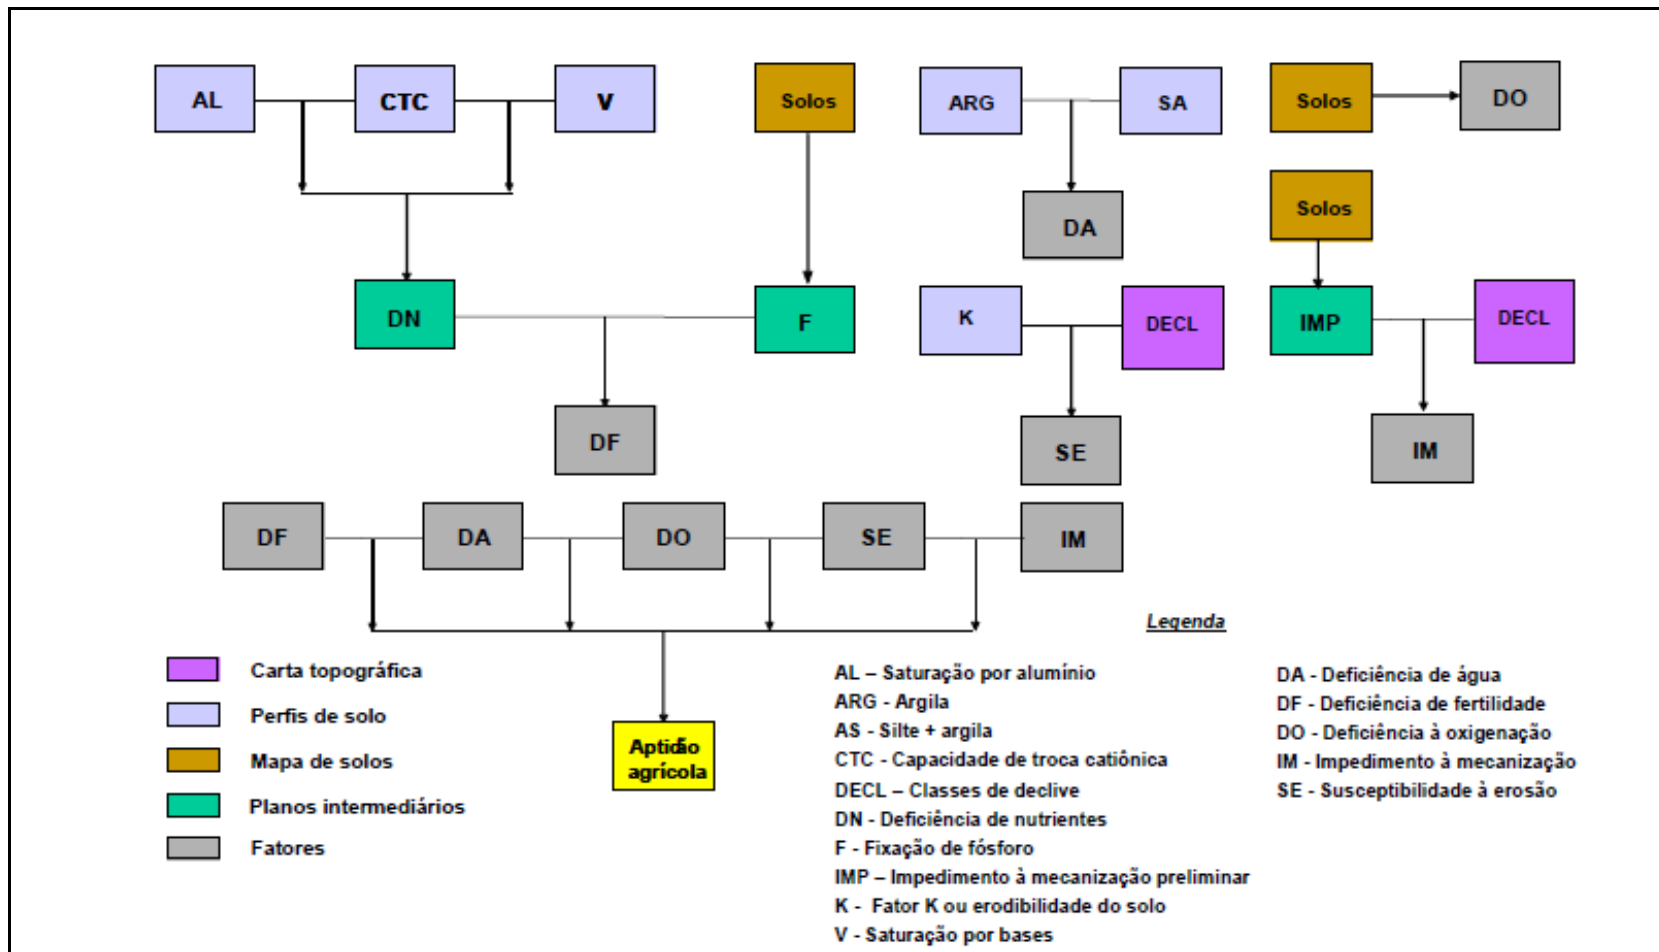 AL
CTC
V
Solos
ARG
SA
Solos
DO
DA
Solos
DN
F
K
DECL
IMP
DECL
DF
SE
IM
DF
DA
DO
SE
IM
Legenda
Carta topográfica
Perfis de solo
Mapa de solos
Planos intermediários
Fatores
Aptidão
agrícola
AL – Saturação por alumínio
ARG - Argila
AS - Silte + argila
CTC - Capacidade de troca catiônica
DECL – Classes de declive
DN - Deficiência de nutrientes
F - Fixação de fósforo
IMP – Impedimento à mecanização preliminar
K - Fator K ou erodibilidade do solo
V - Saturação por bases
DA - Deficiência de água
DF - Deficiência de fertilidade
DO - Deficiência à oxigenação
IM - Impedimento à mecanização
SE - Susceptibilidade à erosão